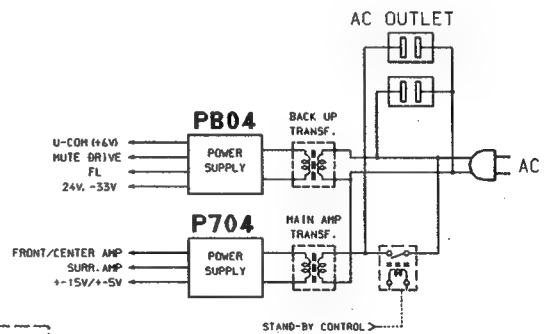 AC OUTLET
PB04
BACK UP
TRANSF.
U-COM (+6V)
MUTE DRIVE
FL
24V, -33V
POWER
SUPPLY
AC
P704
MAIN AMP
TRANSF.
FRONT/CENTER AMP
SURR. AMP
+-15V/+-5V
POWER
SUPPLY
STAND-BY CONTROL